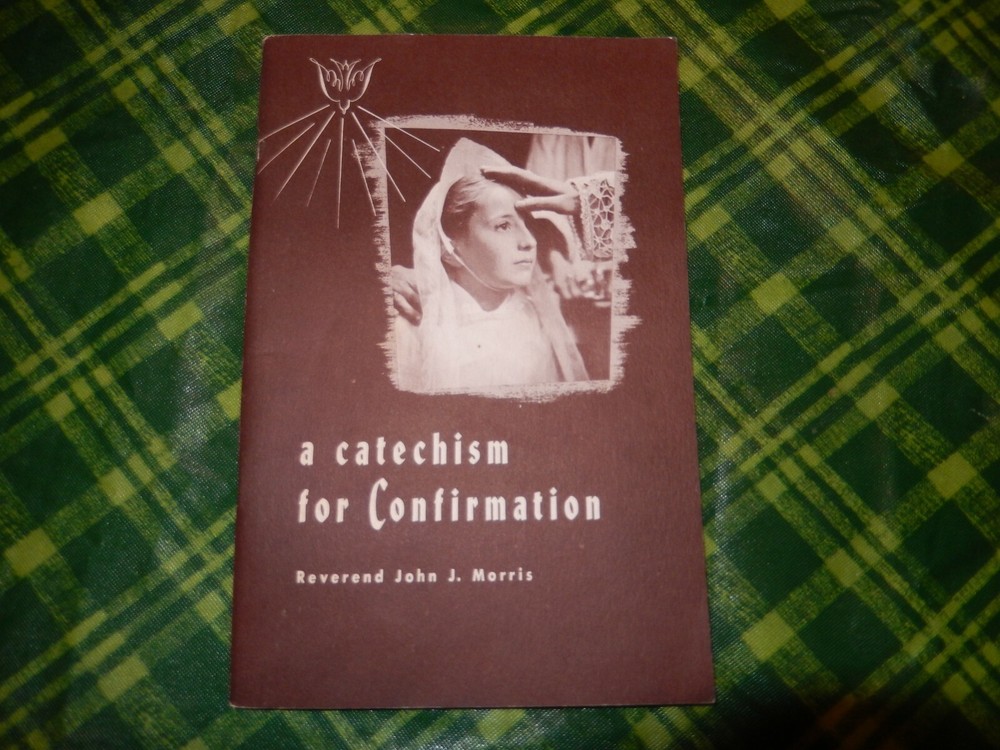 a catechism
for Confirmation
Reverend John J. Morris